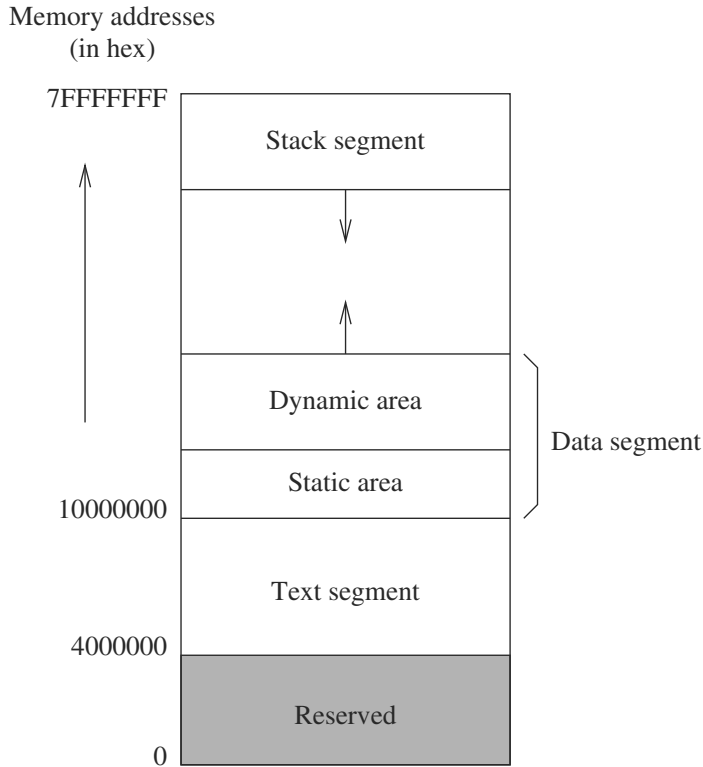 Memory addresses
(in hex)
7FFFFFFF
Stack segment
Dynamic area
Data segment
Static area
10000000
Text segment
4000000
Reserved
0